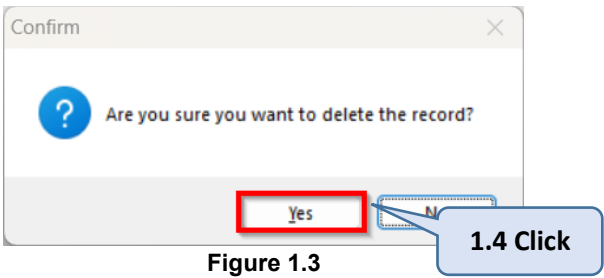 Confirm
Are you sure you want to delete the record?
Yes
1.4 Click
Figure 1.3